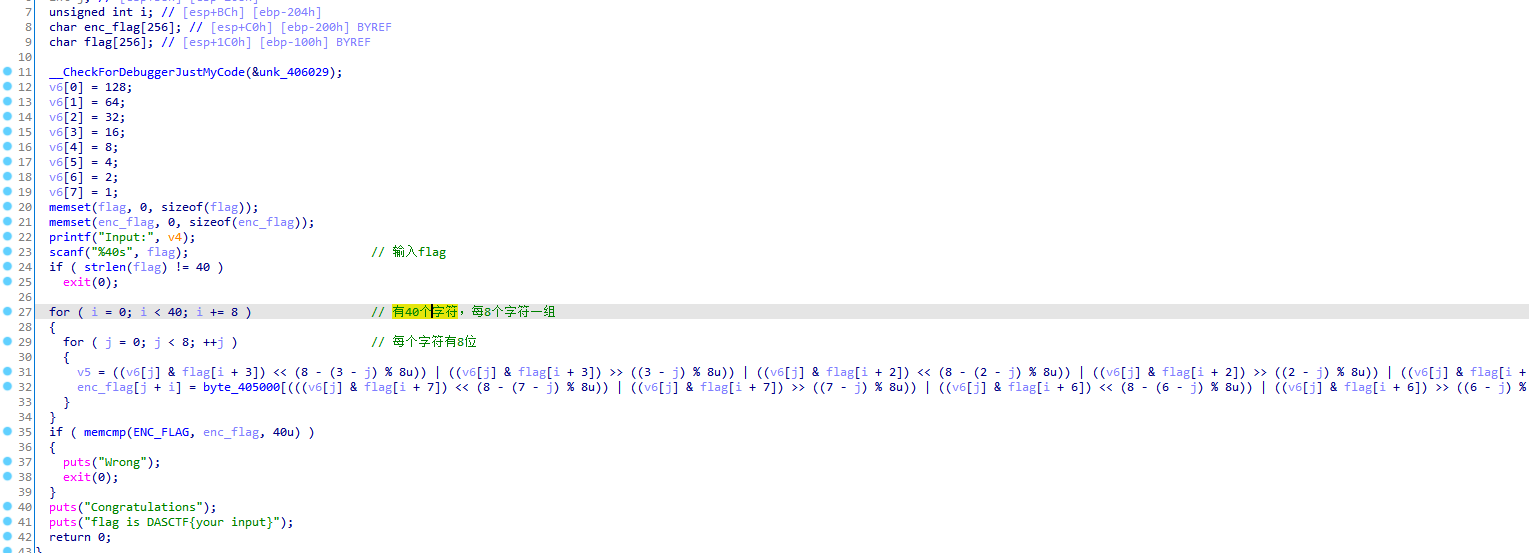 7 unsigned int i; // [esp+BCh] [ebp-204h]
8 char enc_flag[256]; // [esp+C0h] [ebp-200h] BYREF
9 char flag[256]; // [esp+1C0h] [ebp-100h] BYREF
10
11 __CheckForDebuggerJustMyCode(&unk_406029);
12 v6[0] = 128;
13 v6[1] = 64;
14 v6[2] = 32;
15 v6[3] = 16;
16 v6[4] = 8;
17 v6[5] = 4;
18 v6[6] = 2;
19 v6[7] = 1;
20 memset(flag, 0, sizeof(flag));
21 memset(enc_flag, 0, sizeof(enc_flag));
22 printf("Input:", v4);
23 scanf("%40s", flag); // 输入flag
24 if ( strlen(flag) != 40 )
25 exit(0);
26
27 for ( i = 0; i < 40; i += 8 ) // 有40个字符，每8个字符一组
28 {
29 for ( j = 0; j < 8; ++j ) // 每个字符有8位
30 {
31 v5 = ((v6[j] & flag[i + 3]) << (8 - (3 - j) % 8u)) | ((v6[j] & flag[i + 3]) >> ((3 - j) % 8u)) | ((v6[j] & flag[i + 2]) << (8 - (2 - j) % 8u)) | ((v6[j] & flag[i + 2]) >> ((2 - j) % 8u)) | ((v6[j] & flag[i +
32 enc_flag[j + i] = byte_405000[(((v6[j] & flag[i + 7]) << (8 - (7 - j) % 8u)) | ((v6[j] & flag[i + 7]) >> ((7 - j) % 8u)) | ((v6[j] & flag[i + 6]) << (8 - (6 - j) % 8u)) | ((v6[j] & flag[i + 6]) >> ((6 - j) %
33 }
34 }
35 if ( memcmp(ENC_FLAG, enc_flag, 40u) )
36 {
37 puts("Wrong");
38 exit(0);
39 }
40 puts("Congratulations");
41 puts("flag is DASCTF{your input}");
42 return 0;
43 }